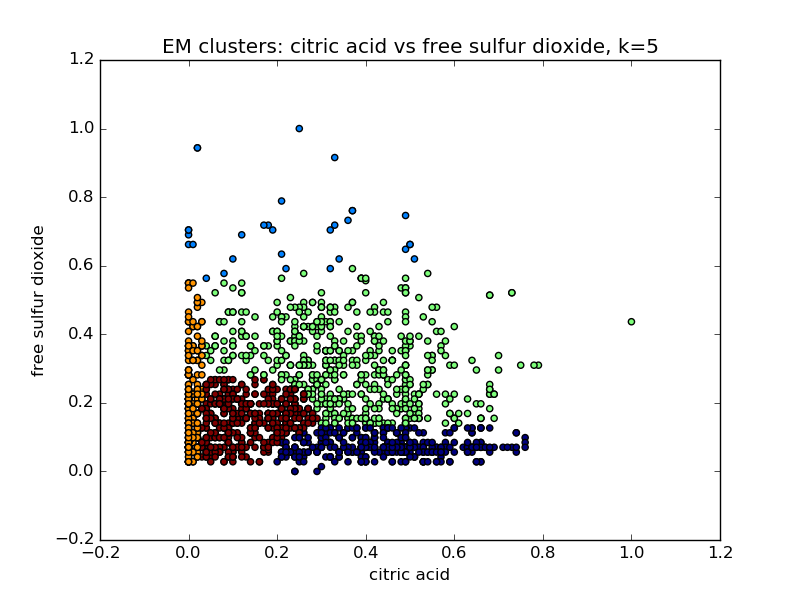 EM clusters: citric acid vs free sulfur dioxide, k=5
1.2
1.0
0.8
0.6
0.4
0.2
0.0
−0.2
free sulfur dioxide
−0.2 0.0 0.2 0.4 0.6 0.8 1.0 1.2
citric acid